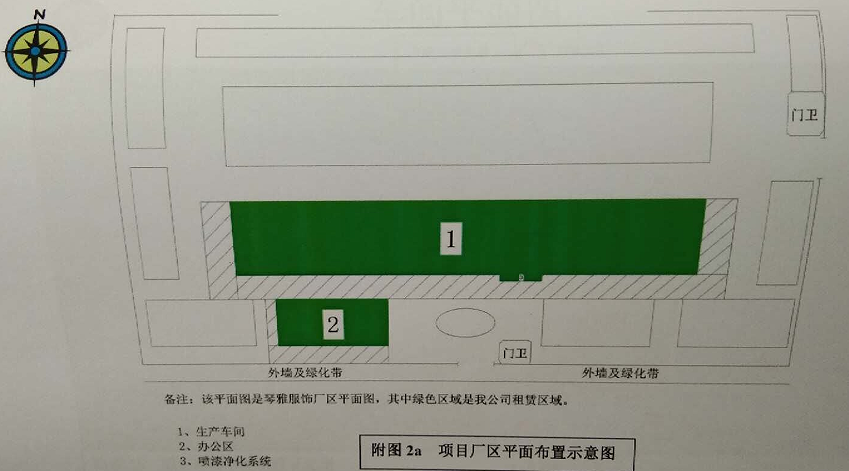 N
门卫
1
2
门卫
外墙及绿化带
外墙及绿化带
备注：该平面图是琴雅服饰厂区平面图，其中绿色区域是我公司租赁区域。
1、生产车间
2、办公区
3、喷漆净化系统
附图 2a 项目厂区平面布置示意图